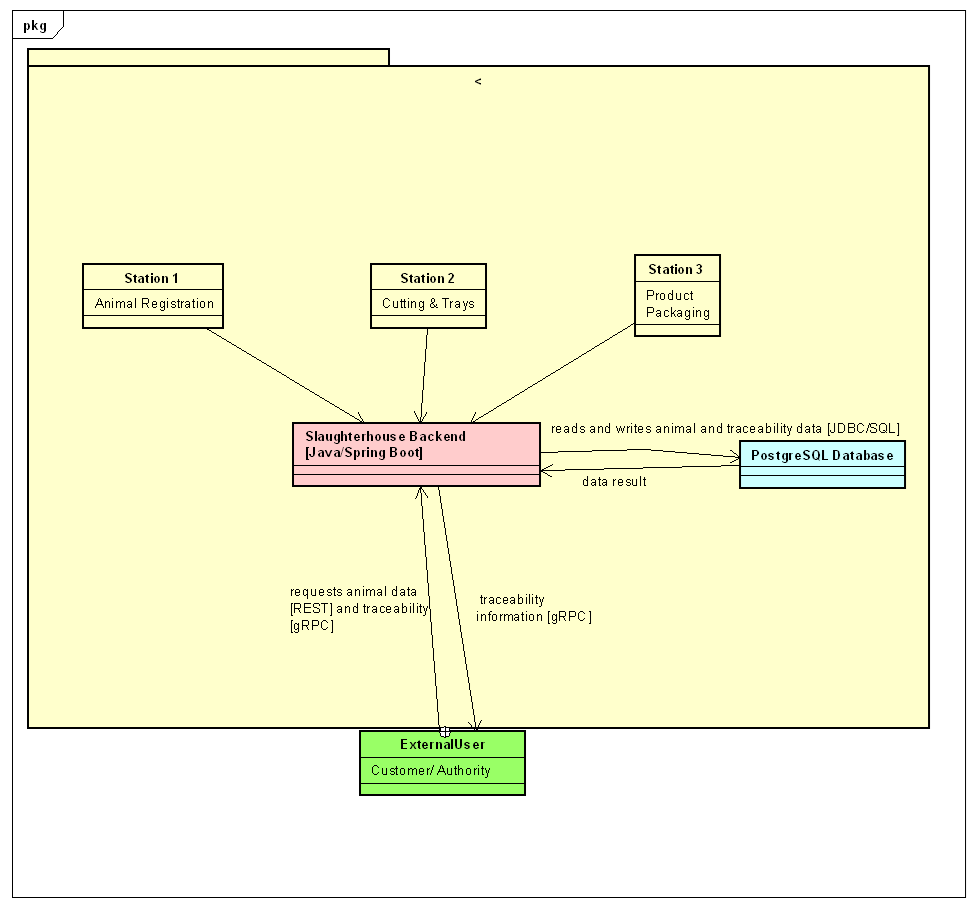 pkg
<
Station 1
Animal Registration
Station 2
Cutting & Trays
Station 3
Product
Packaging
Slaughterhouse Backend
[Java/Spring Boot]
reads and writes animal and traceability data [JDBC/SQL]
PostgreSQL Database
data result
requests animal data
[REST] and traceability
[gRPC]
traceability
information [gRPC]
ExternalUser
Customer/ Authority